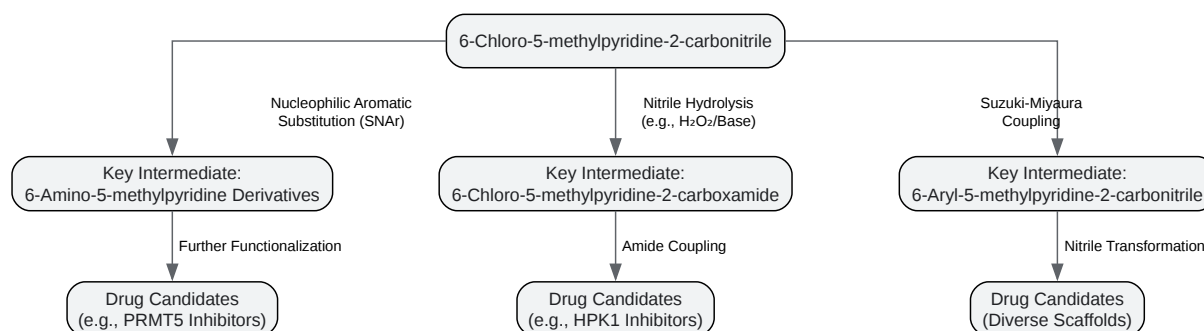 6-Chloro-5-methylpyridine-2-carbonitrile
Nucleophilic Aromatic
Substitution (SNAr)
Nitrile Hydrolysis
(e.g., H₂O₂/Base)
Suzuki-Miyaura
Coupling
Key Intermediate:
6-Amino-5-methylpyridine Derivatives
Key Intermediate:
6-Chloro-5-methylpyridine-2-carboxamide
Key Intermediate:
6-Aryl-5-methylpyridine-2-carbonitrile
Further Functionalization
Amide Coupling
Nitrile Transformation
Drug Candidates
(e.g., PRMT5 Inhibitors)
Drug Candidates
(e.g., HPK1 Inhibitors)
Drug Candidates
(Diverse Scaffolds)